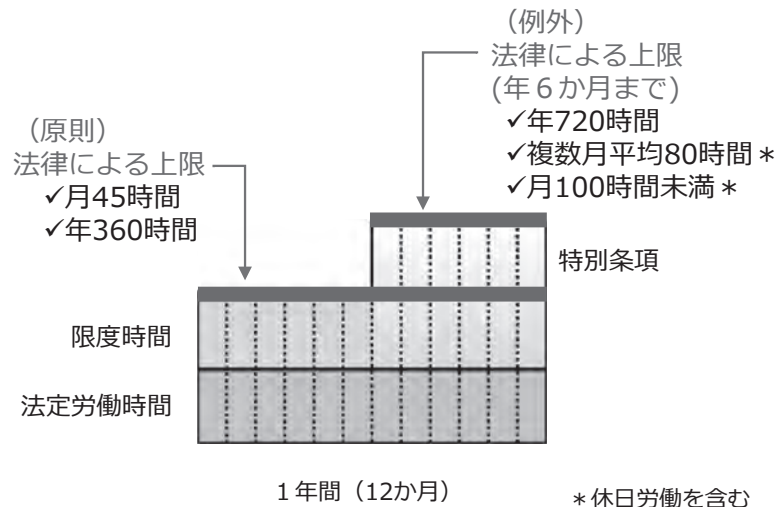 （例外）
法律による上限
(年６か月まで)
✓年720時間
✓複数月平均80時間＊
✓月100時間未満＊
（原則）
法律による上限
✓月45時間
✓年360時間
特別条項
限度時間
法定労働時間
１年間（12か月）
＊休日労働を含む